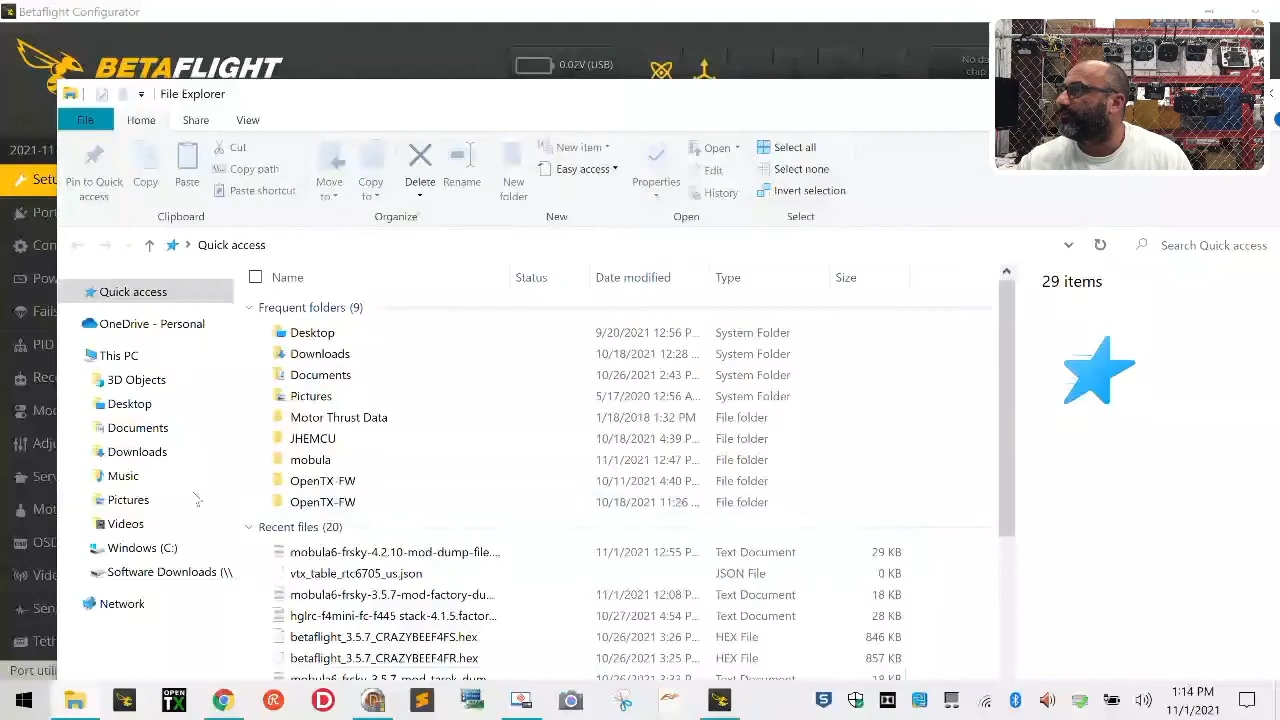 Betaflight Configurator
BETAFLIGHT
0.02V (USB)
No da
chip
File Explorer
File
Home
Share
View
Pin to Quick access
Copy
Paste
Cut
Copy path
Paste shortcut
Clipboard
Move to
Copy to
Delete
Rename
Organize
New folder
New item
Easy access
New
Properties
Open
Edit
History
Open
Select all
Select none
Invert selection
Select
Quick access
Search Quick access
2021-11
Setu
Port
Con
Pow
Fails
PID
Rec
Mod
Adju
Serv
Mot
OSD
Vide
Sens
Teth
Port utili
Quick access
OneDrive - Personal
This PC
3D Objects
Desktop
Documents
Downloads
Music
Pictures
Videos
Windows (C:)
Software Downloads (\\
Network
Name Status Date modified Type Size
Frequent folders (9)
Desktop 9/20/2021 12:56 P... System Folder
Downloads 10/18/2021 12:28 ... System Folder
Documents 10/26/2021 2:43 P... System Folder
Pictures 5/17/2020 12:56 A... System Folder
Motor Thrust Data 1/18/2018 1:32 PM File folder
JHEMCU 10/18/2021 4:39 P... File folder
mobula 11/1/2021 12:47 P... File folder
OpenTX-FW 10/11/2021 4:40 P... File folder
OpenTX-FW 10/18/2021 11:26 ... File folder
Recent files (20)
mobula6-frsky-4.2.10-mod-dump-file.... 11/1/2021 12:55 P... Text Document 29 KB
vtx_table_rtc6705_us.json JSON File 0 KB
mobula6-frsky-3.5.7-mod-factory-du... 11/1/2021 12:08 P... Text Document 18 KB
hglrc-f4mini-fc-f445 stack-4.1.5.factor... 10/27/2021 4:54 P... Text Document 28 KB
betaflight_3.5.7_CRAZYBEEF4FS.hex 10/26/2021 3:26 P... HEX File 846 KB
betaflight_3.5.7_CRAZYBEEF4FR.hex 10/26/2021 3:25 P... HEX File 857 KB
29 items
OPEN
TX
1:14 PM
11/1/2021